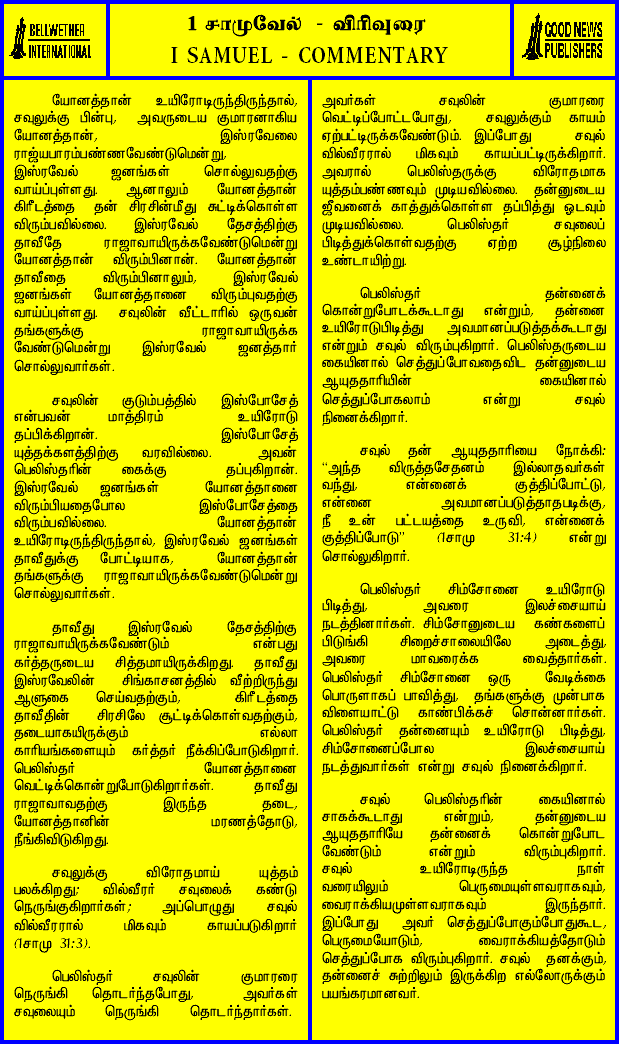 BELLWETHER
INTERNATIONAL
1 சாமுவேல் - விரிவுரை
I SAMUEL - COMMENTARY
GOOD NEWS
PUBLISHERS
யோனத்தான் உயிரோடிருந்திருந்தால்,
சவுலுக்கு பின்பு, அவருடைய குமாரனாகிய
யோனத்தான், இஸ்ரவேலை
ராஜ்யபாரம்பண்ணவேண்டுமென்று,
இஸ்ரவேல் ஜனங்கள் சொல்லுவதற்கு
வாய்ப்புள்ளது. ஆனாலும் யோனத்தான்
கிரீடத்தை தன் சிரசின்மீது சுட்டிக்கொள்ள
விரும்பவில்லை. இஸ்ரவேல் தேசத்திற்கு
தாவீதே ராஜாவாயிருக்கவேண்டுமென்று
யோனத்தான் விரும்பினான். யோனத்தான்
தாவீதை விரும்பினாலும், இஸ்ரவேல்
ஜனங்கள் யோனத்தானை விரும்புவதற்கு
வாய்ப்புள்ளது. சவுலின் வீட்டாரில் ஒருவன்
தங்களுக்கு ராஜாவாயிருக்க
வேண்டுமென்று இஸ்ரவேல் ஜனத்தார்
சொல்லுவார்கள்.
சவுலின் குடும்பத்தில் இஸ்போசேத்
என்பவன் மாத்திரம் உயிரோடு
தப்பிக்கிறான். இஸ்போசேத்
யுத்தக்களத்திற்கு வரவில்லை. அவன்
பெலிஸ்தரின் கைக்கு தப்புகிறான்.
இஸ்ரவேல் ஜனங்கள் யோனத்தானை
விரும்பியதைபோல இஸ்போசேத்தை
விரும்பவில்லை. யோனத்தான்
உயிரோடிருந்திருந்தால், இஸ்ரவேல் ஜனங்கள்
தாவீதுக்கு போட்டியாக, யோனத்தான்
தங்களுக்கு ராஜாவாயிருக்கவேண்டுமென்று
சொல்லுவார்கள்.
தாவீது இஸ்ரவேல் தேசத்திற்கு
ராஜாவாயிருக்கவேண்டும் என்பது
கர்த்தருடைய சித்தமாயிருக்கிறது. தாவீது
இஸ்ரவேலின் சிங்காசனத்தில் வீற்றிருந்து
ஆளுகை செய்வதற்கும், கிரீடத்தை
தாவீதின் சிரசிலே சூட்டிக்கொள்வதற்கும்,
தடையாகயிருக்கும் எல்லா
காரியங்களையும் கர்த்தர் நீக்கிப்போடுகிறார்.
பெலிஸ்தர் யோனத்தானை
வெட்டிக்கொன்றுபோடுகிறார்கள். தாவீது
ராஜாவாவதற்கு இருந்த தடை,
யோனத்தானின் மரணத்தோடு,
நீங்கிவிடுகிறது.
சவுலுக்கு விரோதமாய் யுத்தம்
பலக்கிறது; வில்வீரர் சவுலைக் கண்டு
நெருங்குகிறார்கள்; அப்பொழுது சவுல்
வில்வீரரால் மிகவும் காயப்படுகிறார்
(1சாமு 31:3).
பெலிஸ்தர் சவுலின் குமாரரை
நெருங்கி தொடர்ந்தபோது, அவர்கள்
சவுலையும் நெருங்கி தொடர்ந்தார்கள்.
அவர்கள் சவுலின் குமாரரை
வெட்டிப்போட்டபோது, சவுலுக்கும் காயம்
ஏற்பட்டிருக்கவேண்டும். இப்போது சவுல்
வில்வீரரால் மிகவும் காயப்பட்டிருக்கிறார்.
அவரால் பெலிஸ்தருக்கு விரோதமாக
யுத்தம்பண்ணவும் முடியவில்லை. தன்னுடைய
ஜீவனைக் காத்துக்கொள்ள தப்பித்து ஓடவும்
முடியவில்லை. பெலிஸ்தர் சவுலைப்
பிடித்துக்கொள்வதற்கு ஏற்ற சூழ்நிலை
உண்டாயிற்று.
பெலிஸ்தர் தன்னைக்
கொன்றுபோடக்கூடாது என்றும், தன்னை
உயிரோடுபிடித்து அவமானப்படுத்தக்கூடாது
என்றும் சவுல் விரும்புகிறார். பெலிஸ்தருடைய
கையினால் செத்துப்போவதைவிட தன்னுடைய
ஆயுததாரியின் கையினால்
செத்துப்போகலாம் என்று சவுல்
நினைக்கிறார்.
சவுல் தன் ஆயுததாரியை நோக்கி:
“அந்த விருத்தசேதனம் இல்லாதவர்கள்
வந்து, என்னைக் குத்திப்போட்டு,
என்னை அவமானப்படுத்தாதபடிக்கு,
நீ உன் பட்டயத்தை உருவி, என்னைக்
குத்திப்போடு” (1சாமு 31:4) என்று
சொல்லுகிறார்.
பெலிஸ்தர் சிம்சோனை உயிரோடு
பிடித்து, அவரை இலச்சையாய்
நடத்தினார்கள். சிம்சோனுடைய கண்களைப்
பிடுங்கி சிறைச்சாலையிலே அடைத்து,
அவரை மாவரைக்க வைத்தார்கள்.
பெலிஸ்தர் சிம்சோனை ஒரு வேடிக்கை
பொருளாகப் பாவித்து, தங்களுக்கு முன்பாக
விளையாட்டு காண்பிக்கச் சொன்னார்கள்.
பெலிஸ்தர் தன்னையும் உயிரோடு பிடித்து,
சிம்சோனைப்போல இலச்சையாய்
நடத்துவார்கள் என்று சவுல் நினைக்கிறார்.
சவுல் பெலிஸ்தரின் கையினால்
சாகக்கூடாது என்றும், தன்னுடைய
ஆயுததாரியே தன்னைக் கொன்றுபோட
வேண்டும் என்றும் விரும்புகிறார்.
சவுல் உயிரோடிருந்த நாள்
வரையிலும் பெருமையுள்ளவராகவும்,
வைராக்கியமுள்ளவராகவும் இருந்தார்.
இப்போது அவர் செத்துப்போகும்போதுகூட,
பெருமையோடும், வைராக்கியத்தோடும்
செத்துப்போக விரும்புகிறார். சவுல் தனக்கும்,
தன்னைச் சுற்றிலும் இருக்கிற எல்லோருக்கும்
பயங்கரமானவர்.